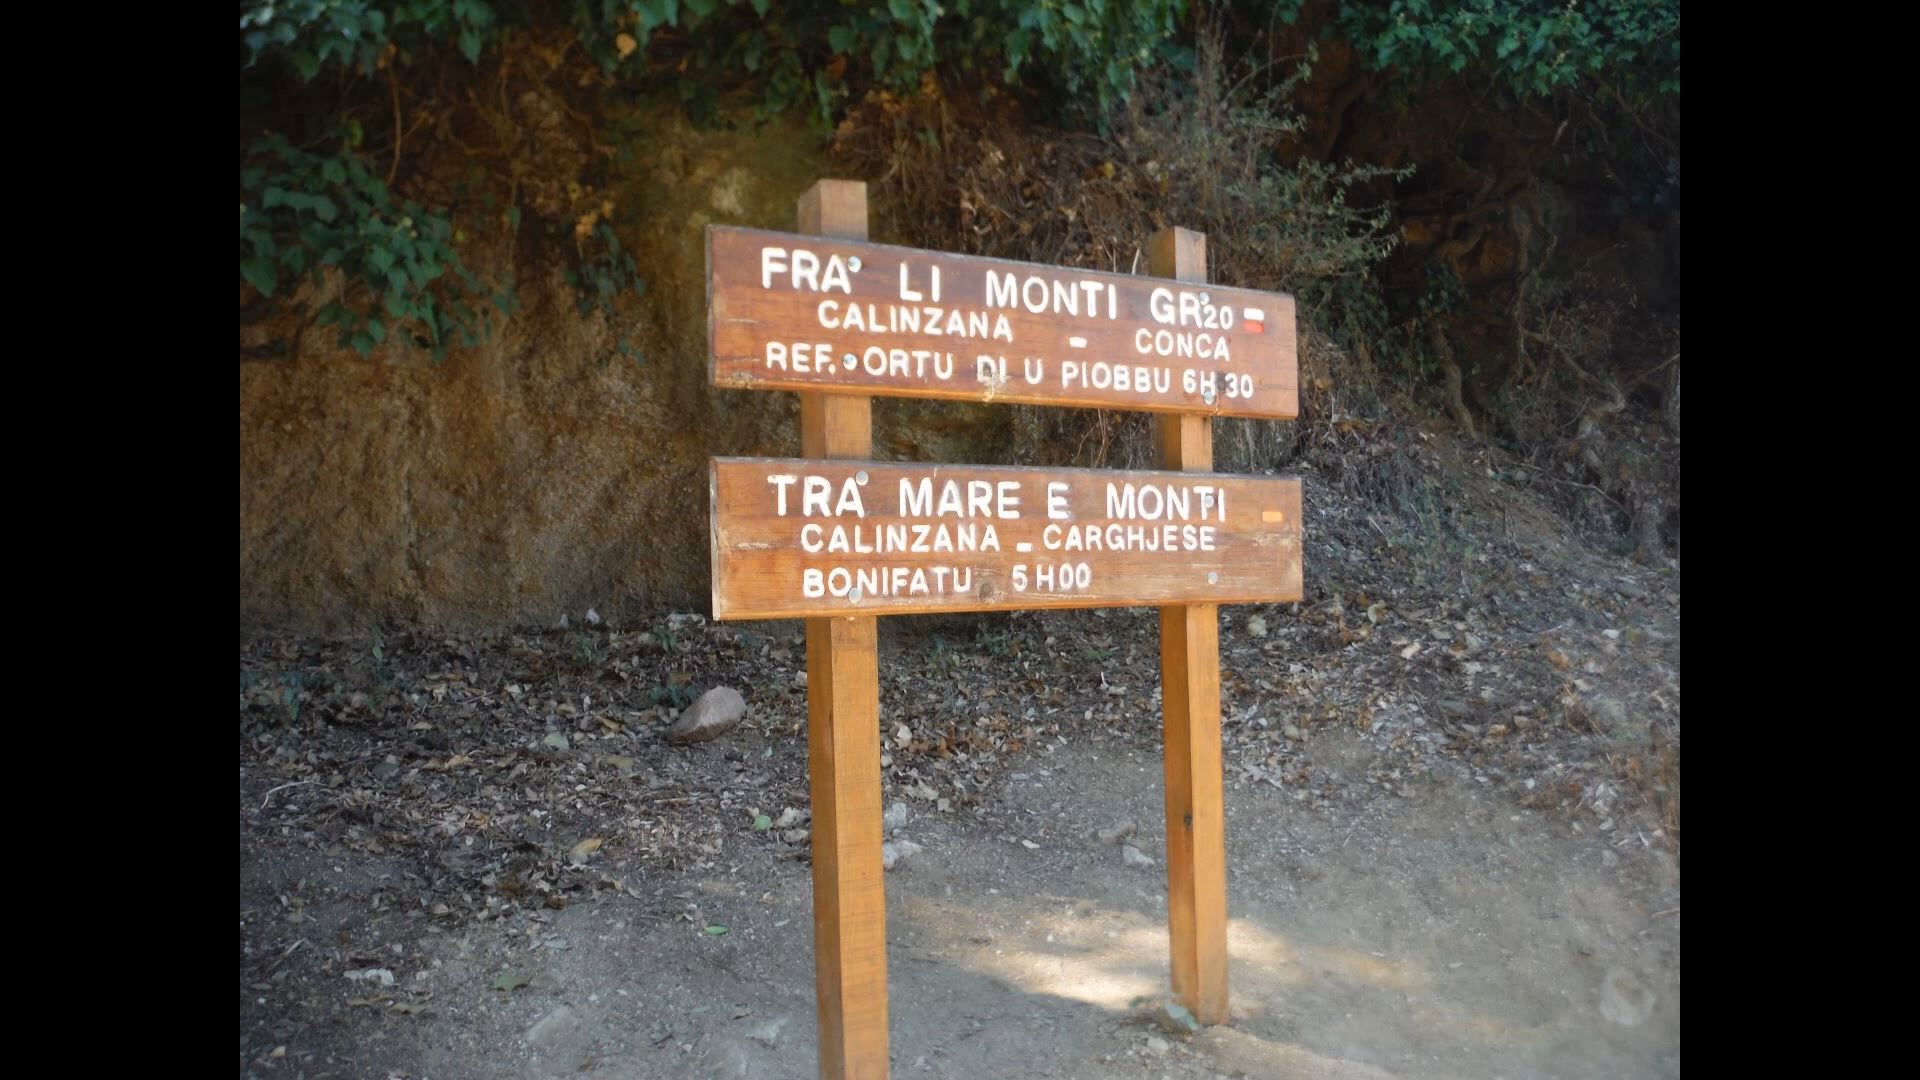 FRA' LI MONTI GR20
CALINZANA - CONCA
REF. ORTU DI U PIOBBU 6H30
TRA MARE E MONTI
CALINZANA - CARGHJESE
BONIFATU 5H00